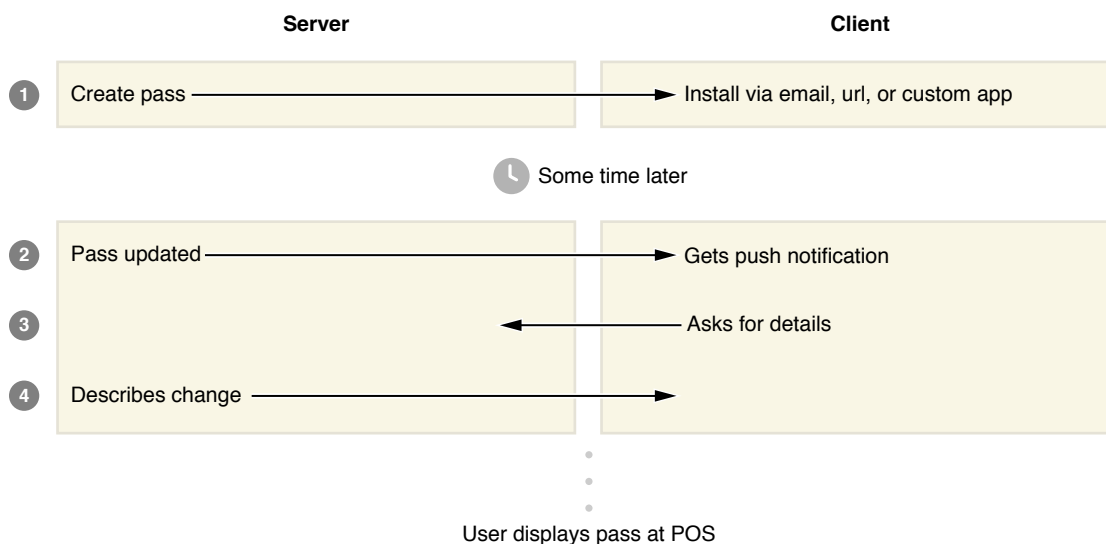 Server Client
1 Create pass Install via email, url, or custom app
Some time later
2 Pass updated Gets push notification
3 Asks for details
4 Describes change
User displays pass at POS